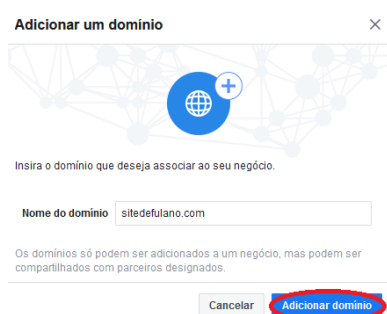 Adicionar um domínio
Insira o domínio que deseja associar ao seu negócio.
Nome do domínio sitedefulano.com
Os domínios só podem ser adicionados a um negócio, mas podem ser
compartilhados com parceiros designados.
Cancelar Adicionar domínio